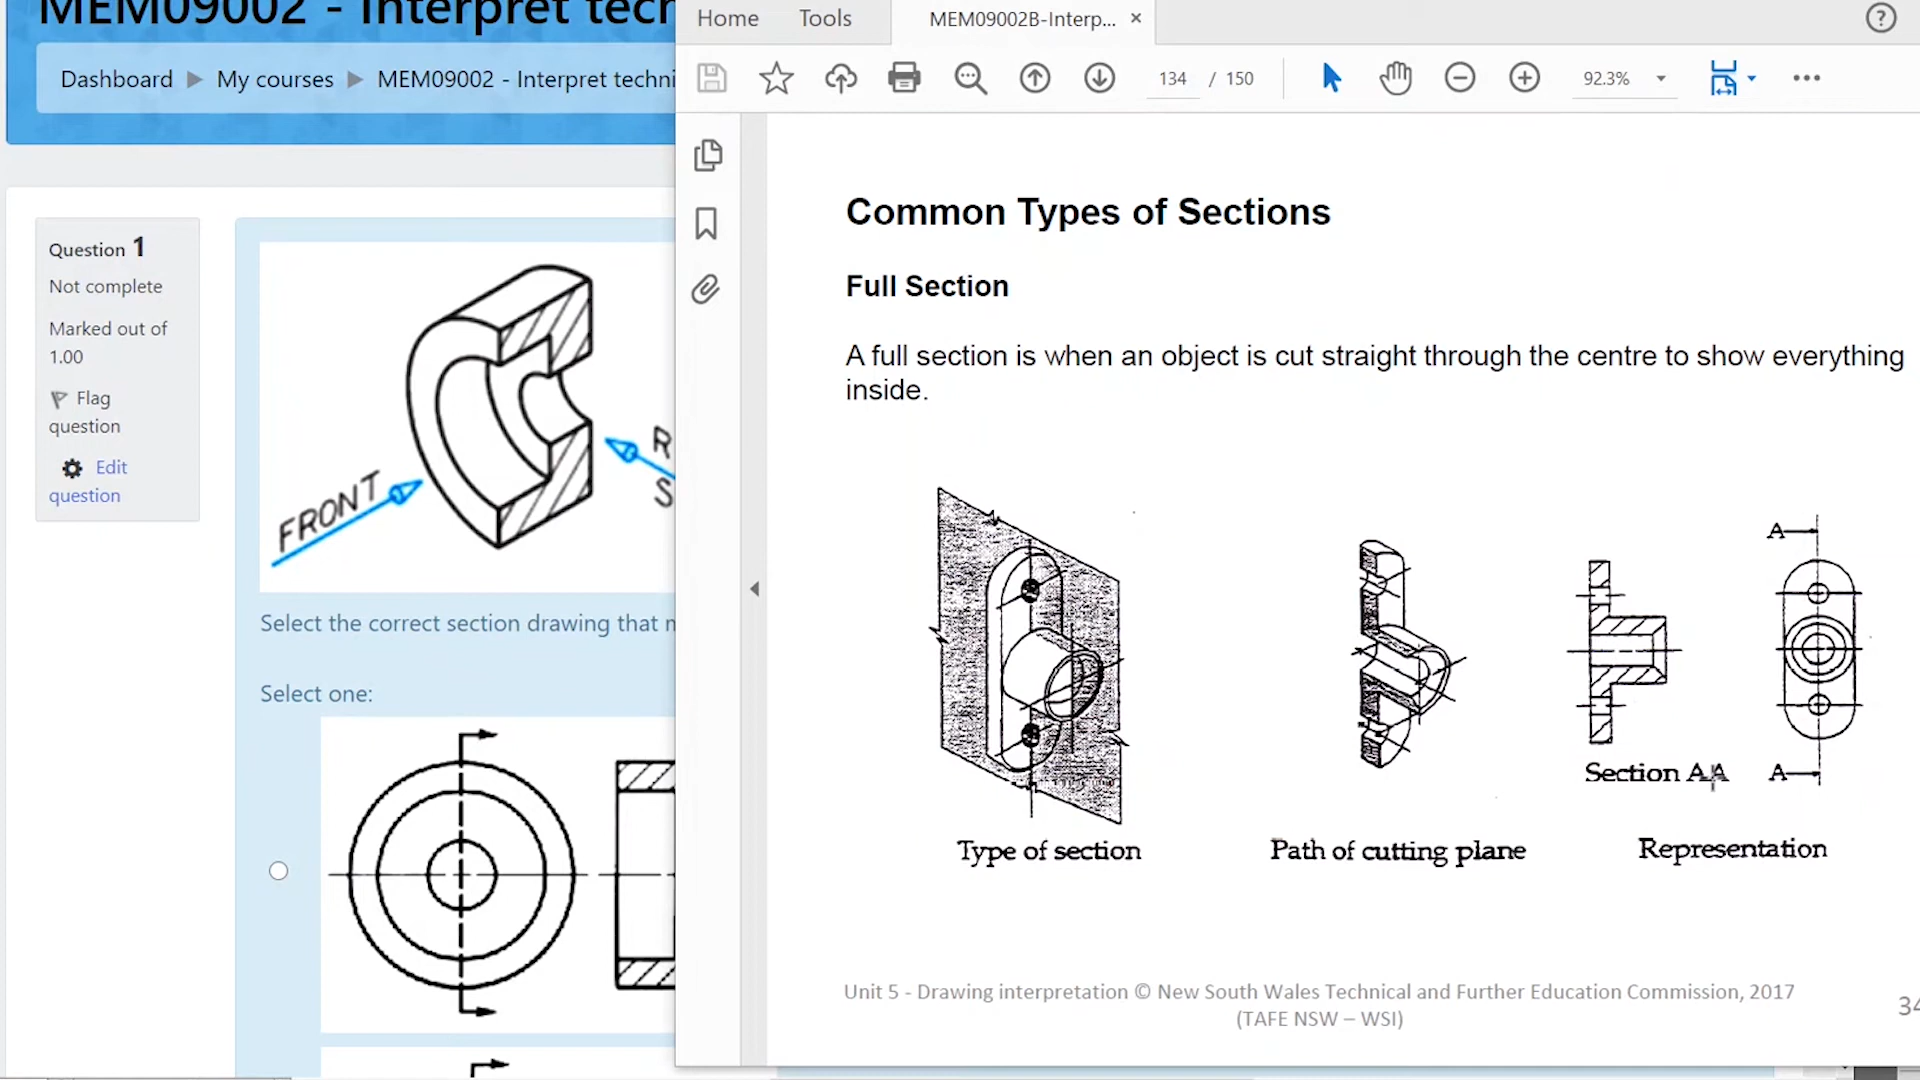 MEM09002 - Interpret tech
Dashboard ▶ My courses ▶ MEM09002 - Interpret techni
Question 1
Not complete
Marked out of
1.00
Flag
question
Edit
question
FRONT
R
S
Select the correct section drawing that m
Select one:
Home Tools MEM09002B-Interp... ×
134 / 150 92.3%
Common Types of Sections
Full Section
A full section is when an object is cut straight through the centre to show everything
inside.
A
Section AA A
Type of section Path of cutting plane Representation
Unit 5 - Drawing interpretation © New South Wales Technical and Further Education Commission, 2017
(TAFE NSW – WSI)
34